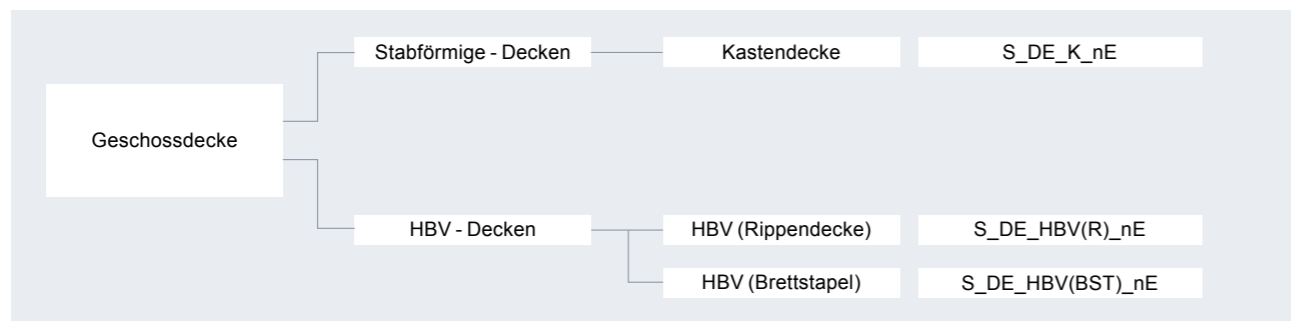 Stabförmige - Decken
Kastendecke
S_DE_K_nE
Geschossdecke
HBV - Decken
HBV (Rippendecke)
S_DE_HBV(R)_nE
HBV (Brettstapel)
S_DE_HBV(BST)_nE